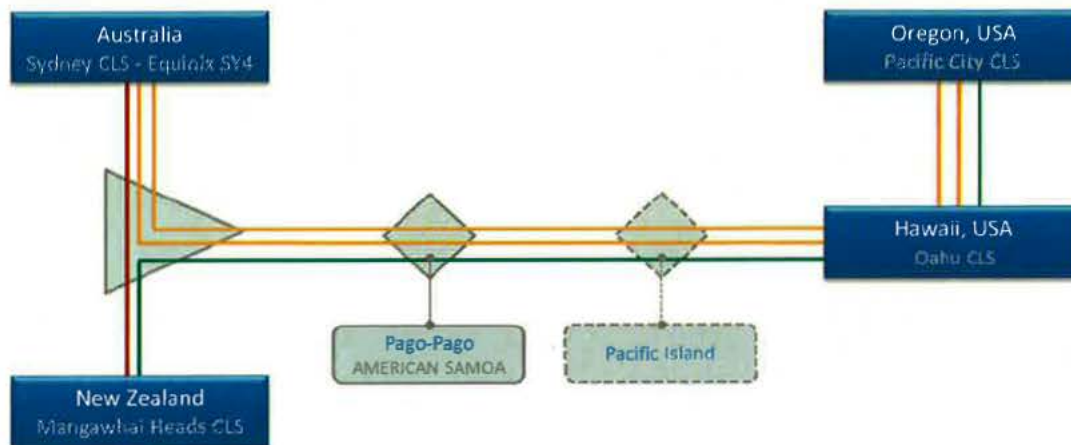 Australia
Sydney CLS - Equinix SY4
Oregon, USA
Pacific City CLS
Hawaii, USA
Oahu CLS
Pago-Pago
AMERICAN SAMOA
Pacific Island
New Zealand
Mangawhai Heads CLS